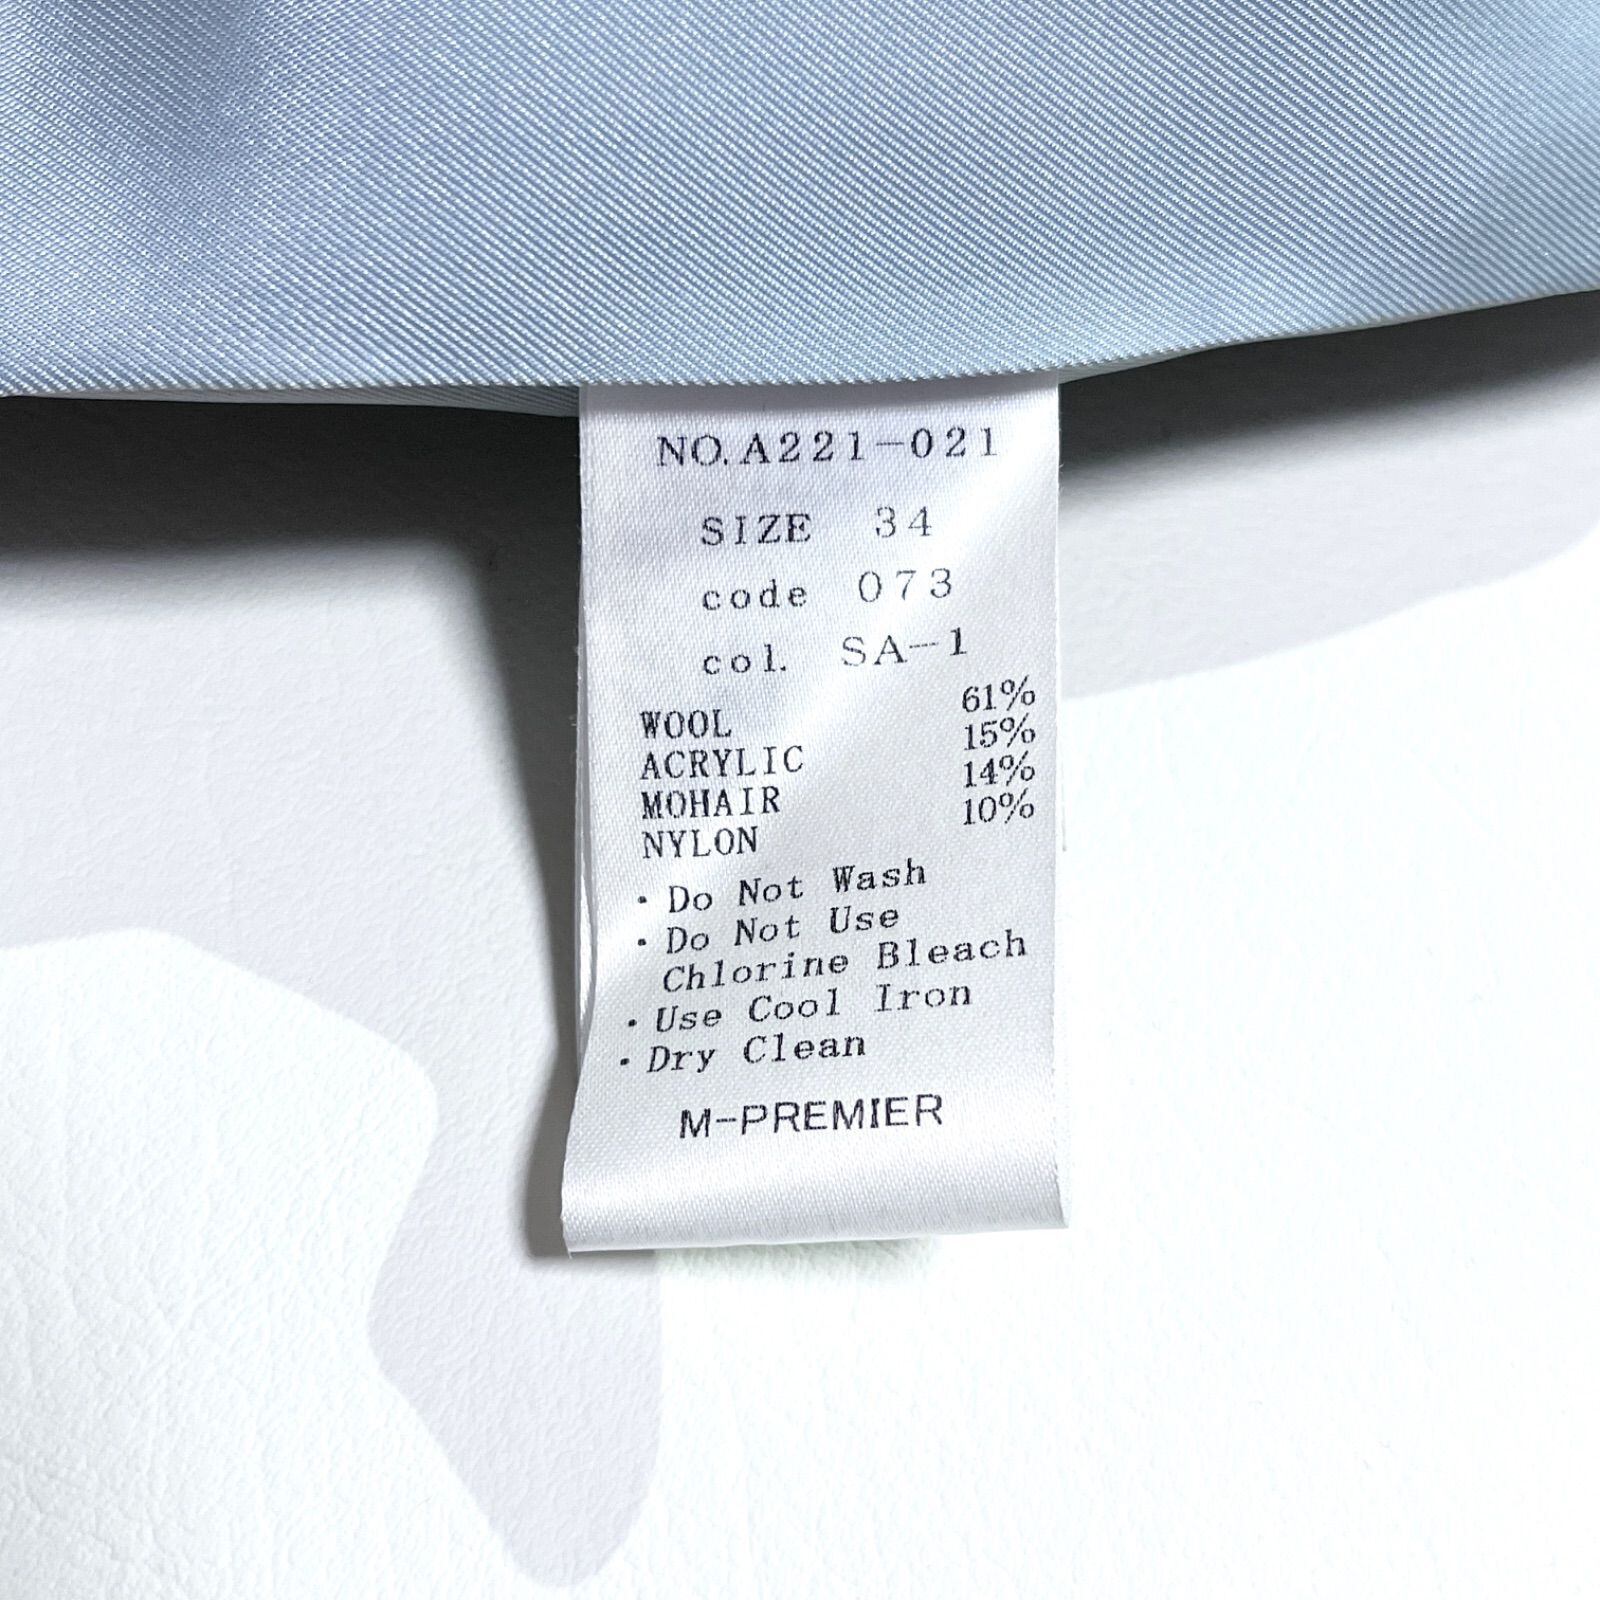 NO.A221-021
SIZE 34
code 073
col. SA-1
WOOL 61%
ACRYLIC 15%
MOHAIR 14%
NYLON 10%
・Do Not Wash
・Do Not Use
Chlorine Bleach
・Use Cool Iron
・Dry Clean
M-PREMIER